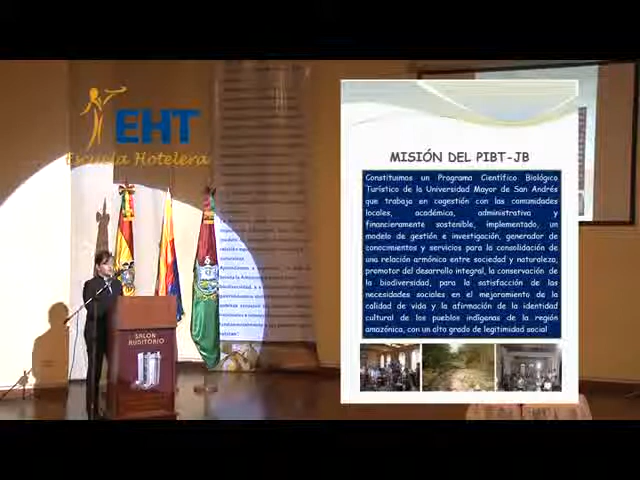 EHT
Escuela Hotelera
MISIÓN DEL PIBT-JB
Constituimos un Programa Científico Biológico
Turístico de la Universidad Mayor de San Andrés
que trabaja en cogestión con las comunidades
locales, académica, administrativa y
financieramente sostenible, implementado, un
modelo de gestión e investigación, generador de
conocimientos y servicios para la consolidación de
una relación armónica entre sociedad y naturaleza,
promotor del desarrollo integral, la conservación de
la biodiversidad, para la satisfacción de las
necesidades sociales en el mejoramiento de la
calidad de vida y la afirmación de la identidad
cultural de los pueblos indígenas de la región
amazónica, con un alto grado de legitimidad social
SALON
AUDITORIO